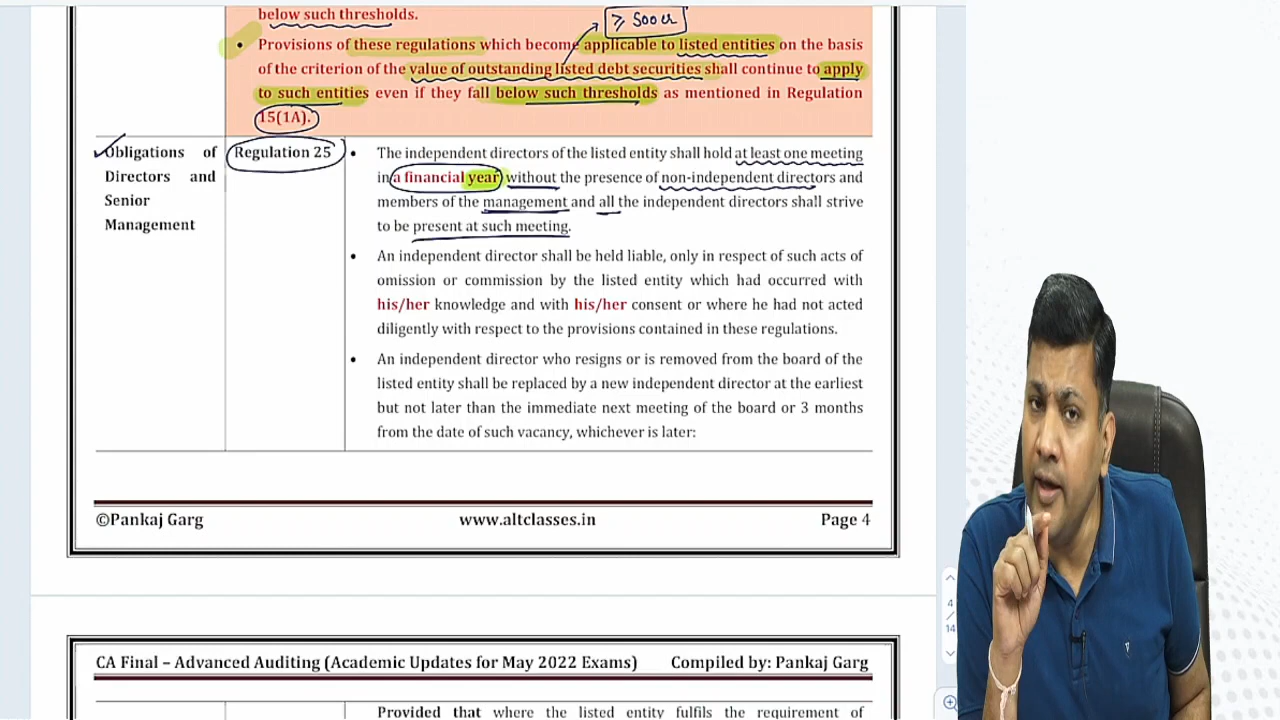 below such thresholds.
≥ 500 cr
• Provisions of these regulations which become applicable to listed entities on the basis
of the criterion of the value of outstanding listed debt securities shall continue to apply
to such entities even if they fall below such thresholds as mentioned in Regulation
15(1A).
Obligations of
Directors and
Senior
Management
Regulation 25
• The independent directors of the listed entity shall hold at least one meeting
in a financial year without the presence of non-independent directors and
members of the management and all the independent directors shall strive
to be present at such meeting.
• An independent director shall be held liable, only in respect of such acts of
omission or commission by the listed entity which had occurred with
his/her knowledge and with his/her consent or where he had not acted
diligently with respect to the provisions contained in these regulations.
• An independent director who resigns or is removed from the board of the
listed entity shall be replaced by a new independent director at the earliest
but not later than the immediate next meeting of the board or 3 months
from the date of such vacancy, whichever is later:
©Pankaj Garg www.altclasses.in Page 4
4
/
14
CA Final – Advanced Auditing (Academic Updates for May 2022 Exams) Compiled by: Pankaj Garg
Provided that where the listed entity fulfils the requirement of